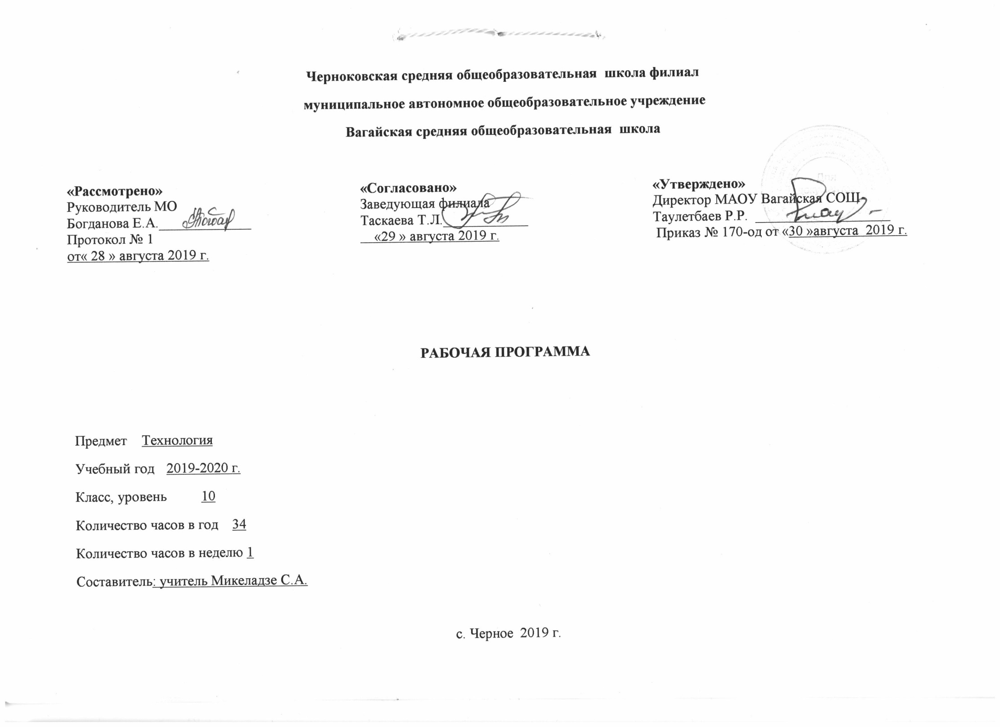 Черноковская средняя общеобразовательная школа филиал
муниципальное автономное общеобразовательное учреждение
Вагайская средняя общеобразовательная школа
«Рассмотрено»
Руководитель МО
Богданова Е.А.
Протокол № 1
от« 28 » августа 2019 г.
«Согласовано»
Заведующая филиала
Таскаева Т.Л.
«29 » августа 2019 г.
«Утверждено»
Директор МАОУ Вагайская СОШ
Таулетбаев Р.Р.
Приказ № 170-од от «30 »августа 2019 г.
Для
РАБОЧАЯ ПРОГРАММА
Предмет Технология
Учебный год 2019-2020 г.
Класс, уровень 10
Количество часов в год 34
Количество часов в неделю 1
Составитель: учитель Микеладзе С.А.
с. Черное 2019 г.